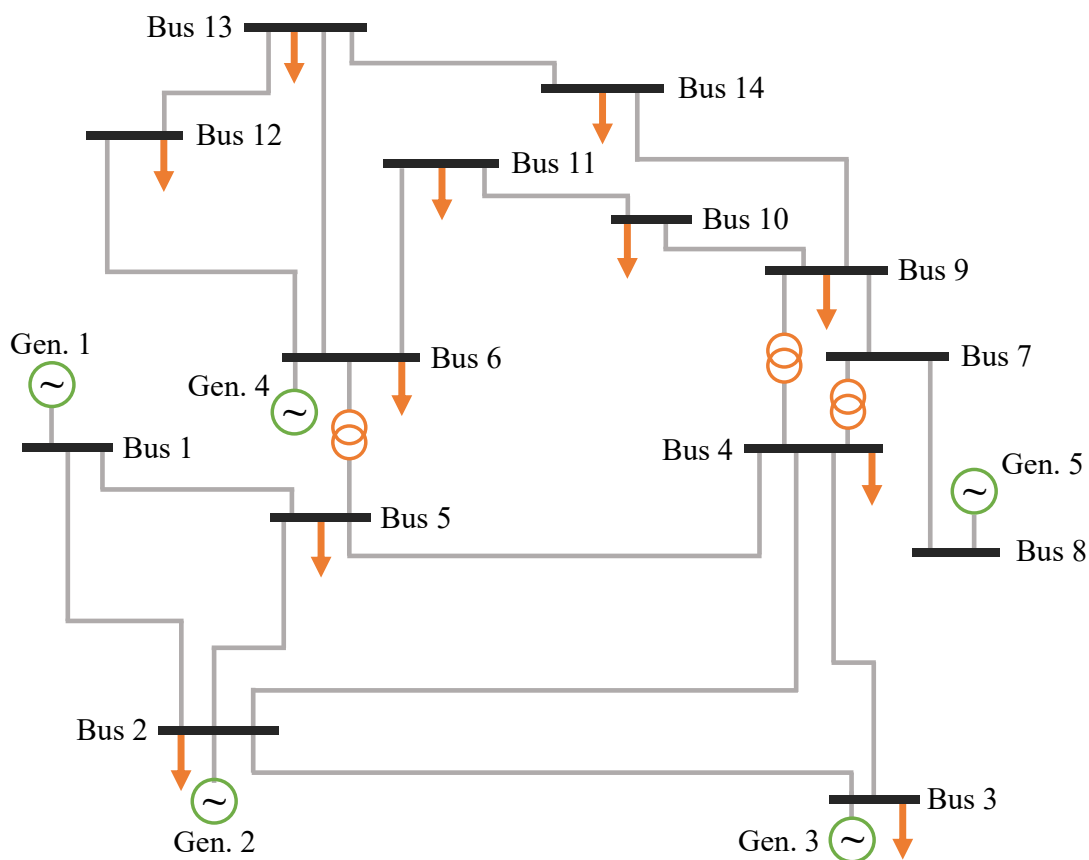 Bus 13
Bus 14
Bus 12
Bus 11
Bus 10
Bus 9
Gen. 1
Bus 6
Bus 7
Gen. 4
~
~
Bus 1
Bus 4
Gen. 5
~
Bus 5
Bus 8
Bus 2
~
Gen. 2
Bus 3
Gen. 3
~